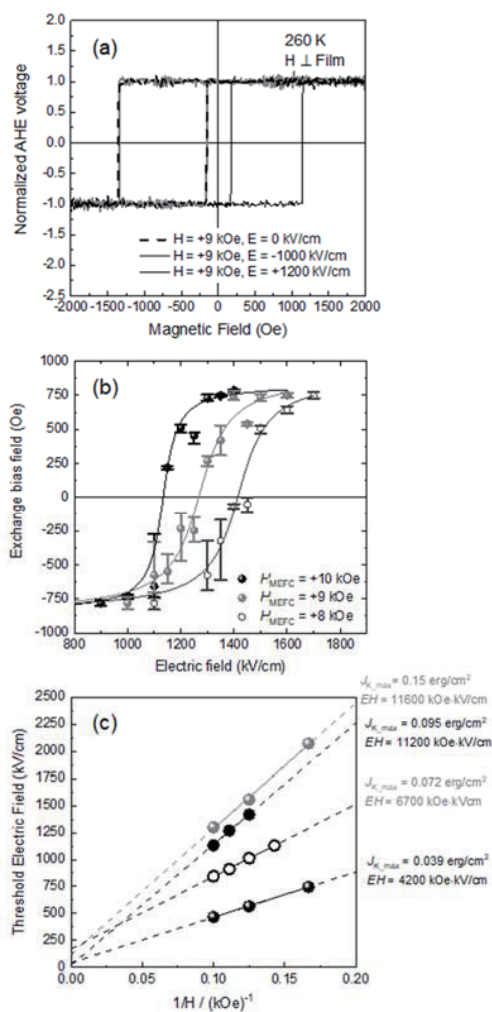 (a)
260 K
H ⊥ Film
Normalized AHE voltage
2.5
2.0
1.5
1.0
0.5
0.0
-0.5
-1.0
-1.5
-2.0
-2.5
H = +9 kOe, E = 0 kV/cm
H = +9 kOe, E = -1000 kV/cm
H = +9 kOe, E = +1200 kV/cm
-2000 -1500 -1000 -500 0 500 1000 1500 2000
Magnetic Field (Oe)
(b)
Exchange bias field (Oe)
1000
750
500
250
0
-250
-500
-750
-1000
H_MEFC = +10 kOe
H_MEFC = +9 kOe
H_MEFC = +8 kOe
800 1000 1200 1400 1600 1800
Electric field (kV/cm)
(c)
Threshold Electric Field (kV/cm)
2500
2250
2000
1750
1500
1250
1000
750
500
250
0
J_K_max = 0.15 erg/cm²
EH = 11600 kOe·kV/cm
J_K_max = 0.095 erg/cm²
EH = 11200 kOe·kV/cm
J_K_max = 0.072 erg/cm²
EH = 6700 kOe·kV/cm
J_K_max = 0.039 erg/cm²
EH = 4200 kOe·kV/cm
0.00 0.05 0.10 0.15 0.20
1/H / (kOe)⁻¹